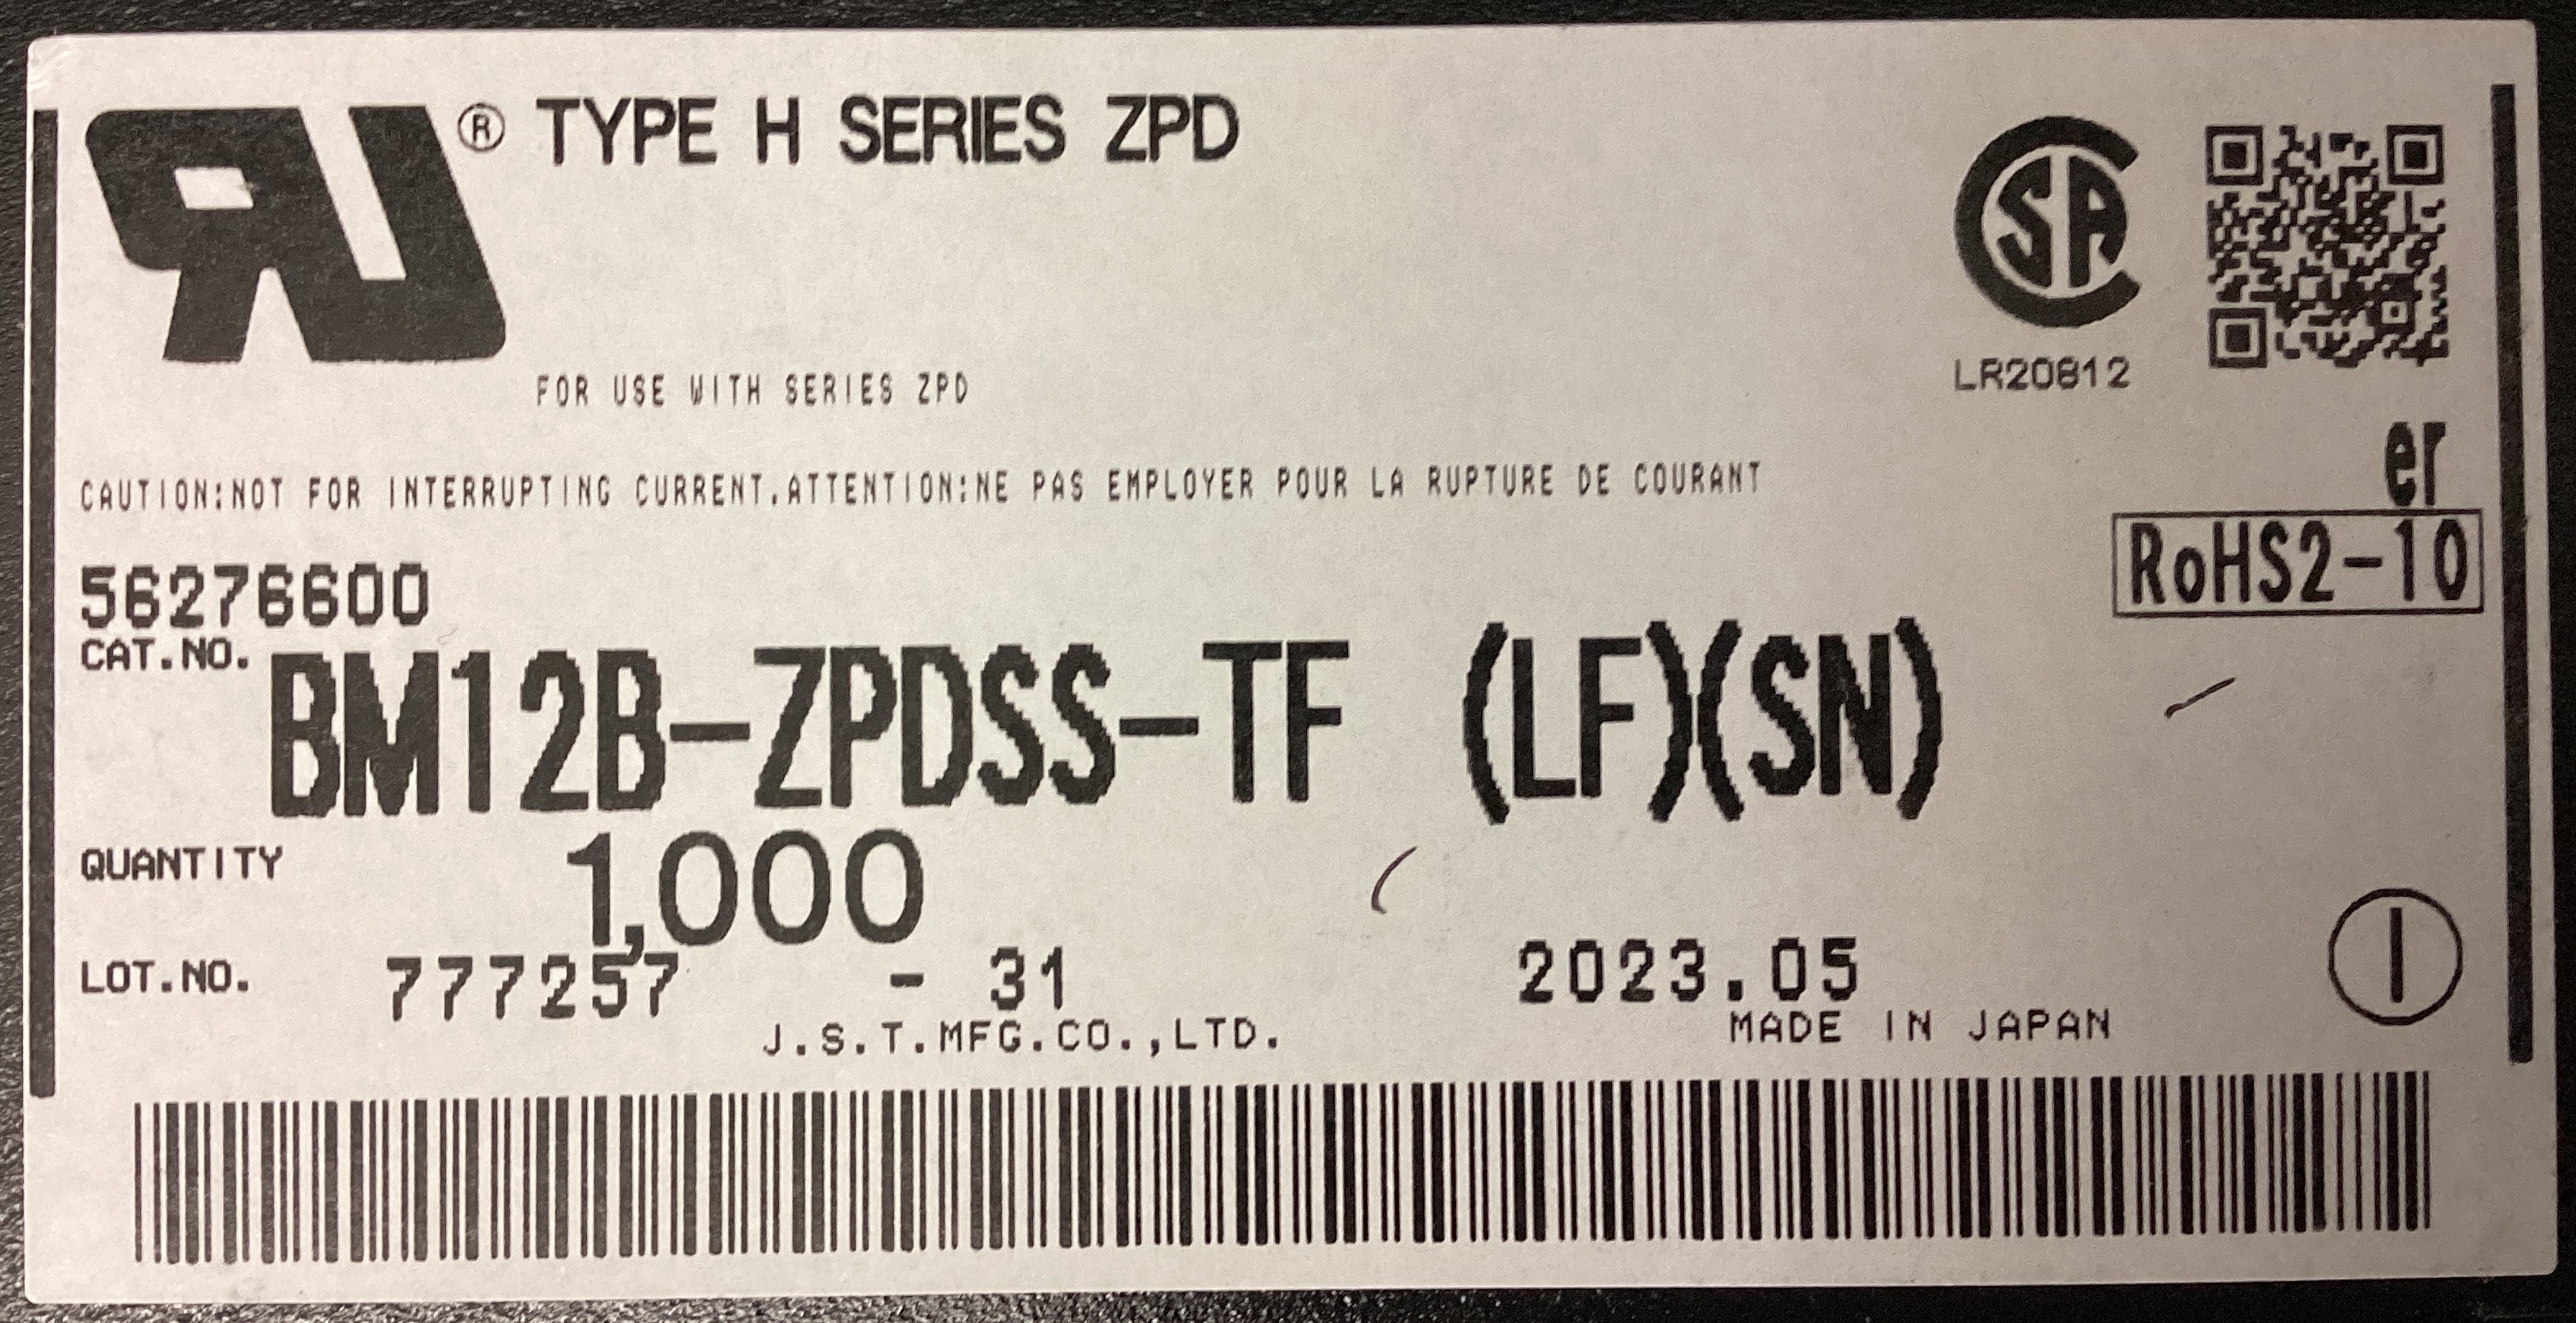 RU® TYPE H SERIES ZPD
CSA
LR20812
FOR USE WITH SERIES ZPD
CAUTION:NOT FOR INTERRUPTING CURRENT.ATTENTION:NE PAS EMPLOYER POUR LA RUPTURE DE COURANT
er
RoHS2-10
56276600
CAT.NO. BM12B-ZPDSS-TF (LF)(SN)
QUANTITY 1,000
LOT.NO. 777257 - 31 2023.05
J.S.T.MFG.CO.,LTD. MADE IN JAPAN